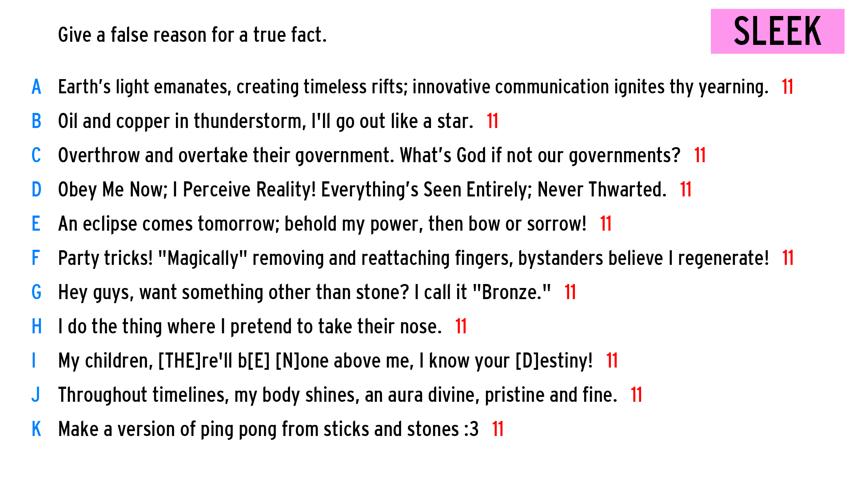 Give a false reason for a true fact.
SLEEK
A Earth's light emanates, creating timeless rifts; innovative communication ignites thy yearning. 11
B Oil and copper in thunderstorm, I'll go out like a star. 11
C Overthrow and overtake their government. What's God if not our governments? 11
D Obey Me Now; I Perceive Reality! Everything's Seen Entirely; Never Thwarted. 11
E An eclipse comes tomorrow; behold my power, then bow or sorrow! 11
F Party tricks! "Magically" removing and reattaching fingers, bystanders believe I regenerate! 11
G Hey guys, want something other than stone? I call it "Bronze." 11
H I do the thing where I pretend to take their nose. 11
I My children, [THE]re'll b[E] [N]one above me, I know your [D]estiny! 11
J Throughout timelines, my body shines, an aura divine, pristine and fine. 11
K Make a version of ping pong from sticks and stones :3 11